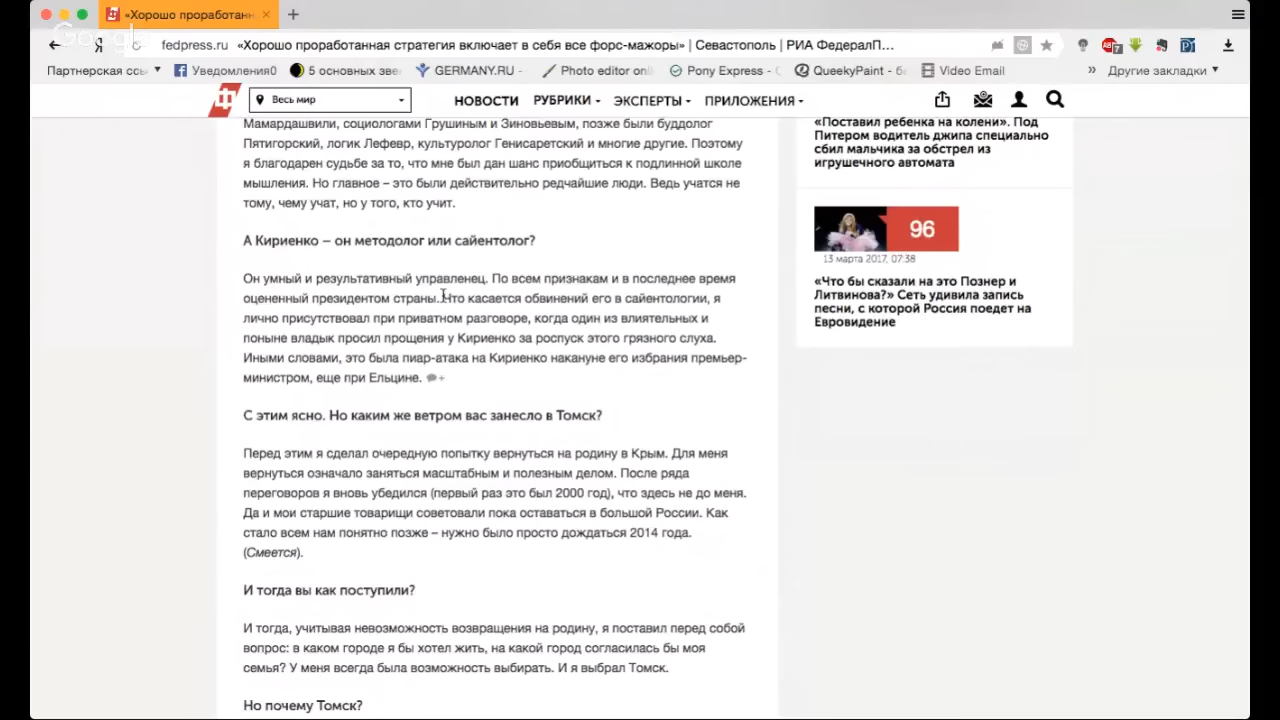 «Хорошо проработанн
Google
fedpress.ru «Хорошо проработанная стратегия включает в себя все форс-мажоры» | Севастополь | РИА ФедералП...
Партнерская ссы
Уведомления0
5 основных зве
GERMANY.RU -
Photo editor onl
Pony Express - С
QueekyPaint - ба
Video Email
Другие закладки
Весь мир
НОВОСТИ РУБРИКИ ЭКСПЕРТЫ ПРИЛОЖЕНИЯ
Мамардашвили, социологами Грушиным и Зиновьевым, позже были буддолог
Пятигорский, логик Лефевр, культуролог Генисаретский и многие другие. Поэтому
я благодарен судьбе за то, что мне был дан шанс приобщиться к подлинной школе
мышления. Но главное – это были действительно редчайшие люди. Ведь учатся не
тому, чему учат, но у того, кто учит.
А Кириенко – он методолог или сайентолог?
Он умный и результативный управленец. По всем признакам и в последнее время
оцененный президентом страны. Что касается обвинений его в сайентологии, я
лично присутствовал при приватном разговоре, когда один из влиятельных и
поныне владык просил прощения у Кириенко за роспуск этого грязного слуха.
Иными словами, это была пиар-атака на Кириенко накануне его избрания премьер-
министром, еще при Ельцине.
С этим ясно. Но каким же ветром вас занесло в Томск?
Перед этим я сделал очередную попытку вернуться на родину в Крым. Для меня
вернуться означало заняться масштабным и полезным делом. После ряда
переговоров я вновь убедился (первый раз это был 2000 год), что здесь не до меня.
Да и мои старшие товарищи советовали пока оставаться в большой России. Как
стало всем нам понятно позже – нужно было просто дождаться 2014 года.
(Смеется).
И тогда вы как поступили?
И тогда, учитывая невозможность возвращения на родину, я поставил перед собой
вопрос: в каком городе я бы хотел жить, на какой город согласилась бы моя
семья? У меня всегда была возможность выбирать. И я выбрал Томск.
Но почему Томск?
«Поставил ребенка на колени». Под
Питером водитель джипа специально
сбил мальчика за обстрел из
игрушечного автомата
96
13 марта 2017, 07:38
«Что бы сказали на это Познер и
Литвинова?» Сеть удивила запись
песни, с которой Россия поедет на
Евровидение